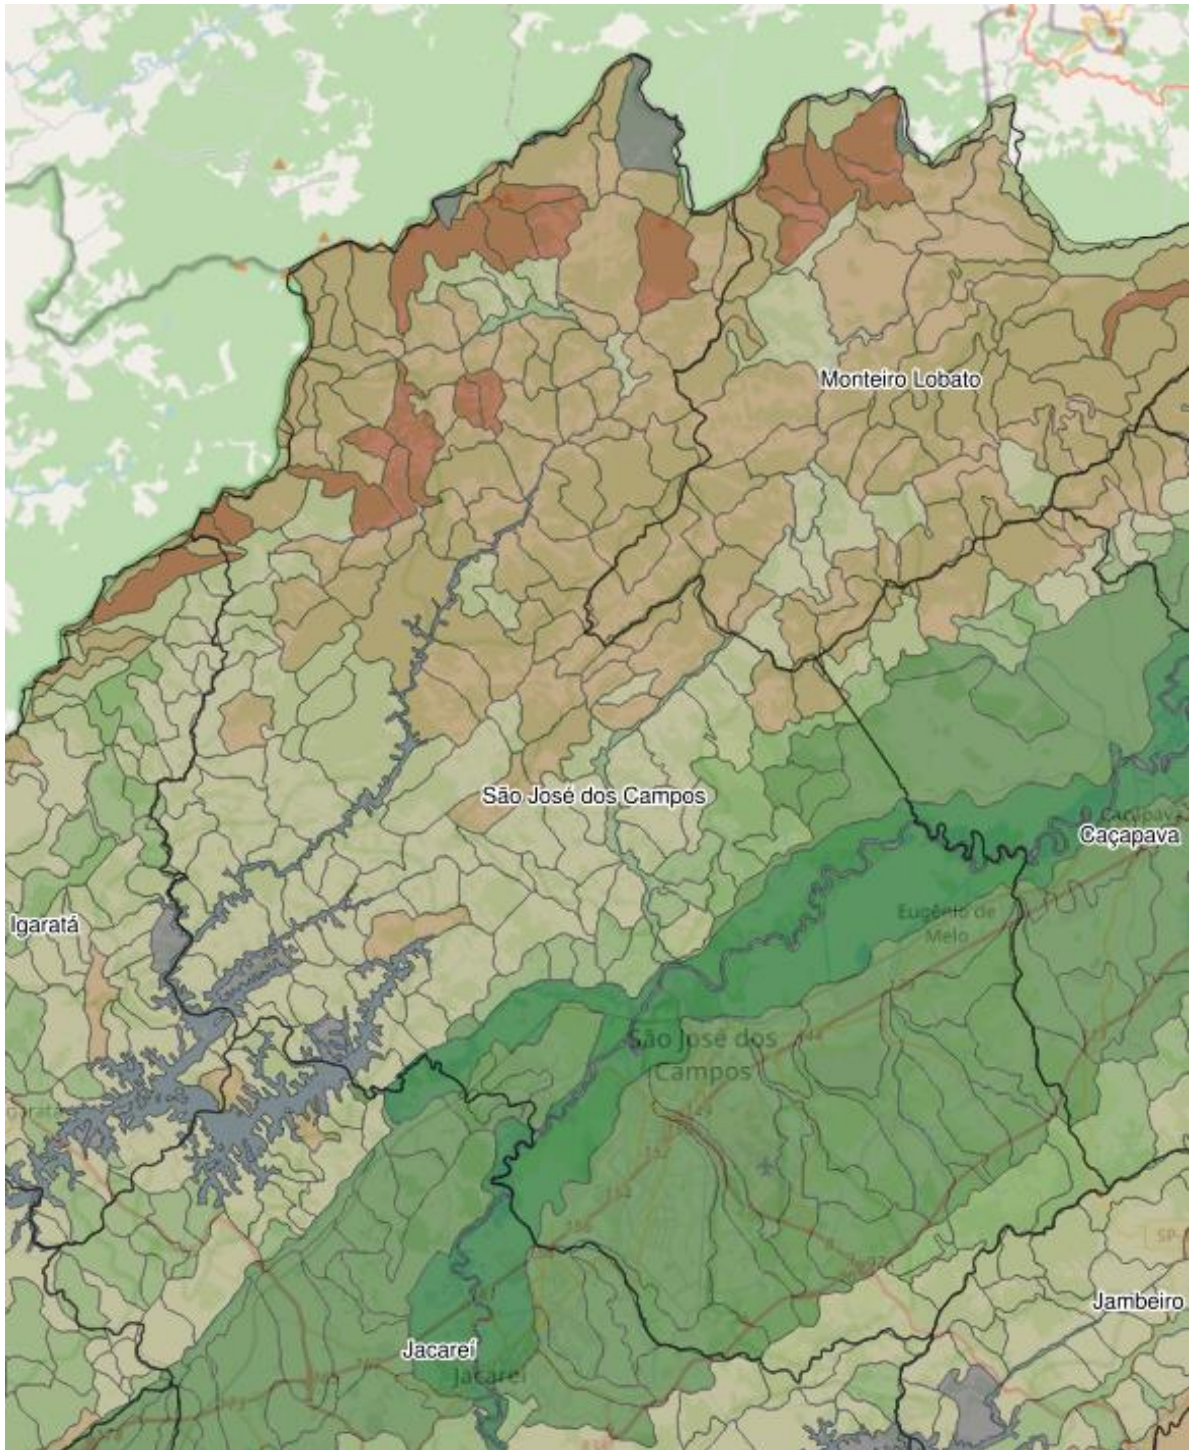 Monteiro Lobato
São José dos Campos
Caçapava
Caçapava
Igaratá
Eugênio de
Melo
São José dos
Campos
154
Jambeiro
Jacareí
Jacareí